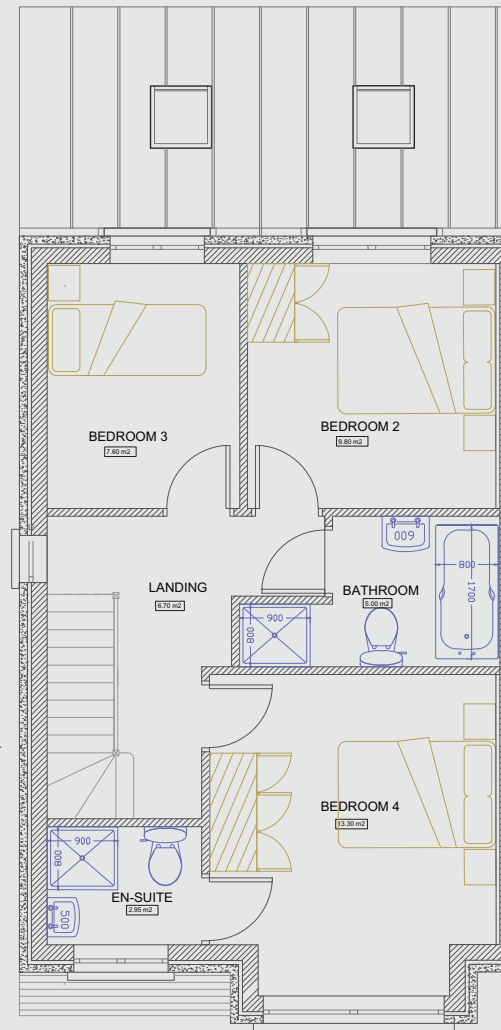 BEDROOM 3
7.60 m2
BEDROOM 2
9.80 m2
600
800
1700
LANDING
6.70 m2
BATHROOM
5.00 m2
900
800
BEDROOM 4
13.30 m2
900
800
EN-SUITE
2.95 m2
500